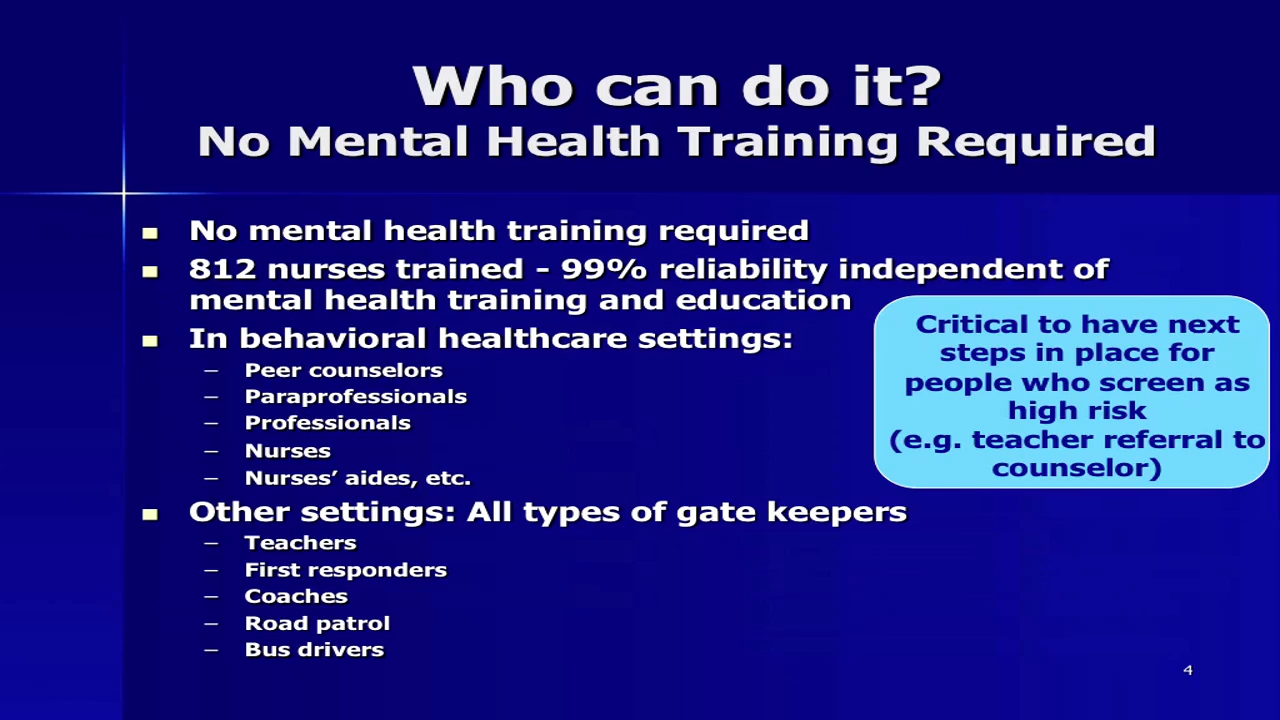 Who can do it?
No Mental Health Training Required
No mental health training required
812 nurses trained - 99% reliability independent of
mental health training and education
In behavioral healthcare settings:
– Peer counselors
– Paraprofessionals
– Professionals
– Nurses
– Nurses’ aides, etc.
Other settings: All types of gate keepers
– Teachers
– First responders
– Coaches
– Road patrol
– Bus drivers
Critical to have next
steps in place for
people who screen as
high risk
(e.g. teacher referral to
counselor)
4